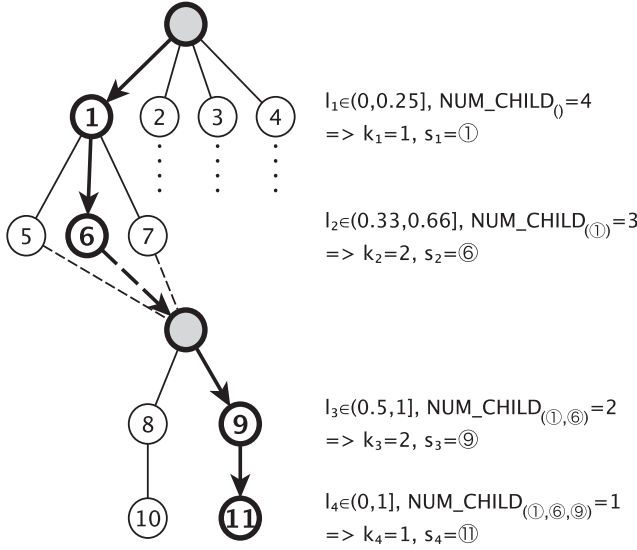 l₁∈(0,0.25], NUM_CHILD₍₎=4
1 2 3 4
=> k₁=1, s₁=①
l₂∈(0.33,0.66], NUM_CHILD₍①₎=3
5 6 7
=> k₂=2, s₂=⑥
l₃∈(0.5,1], NUM_CHILD₍①,⑥₎=2
8 9
=> k₃=2, s₃=⑨
l₄∈(0,1], NUM_CHILD₍①,⑥,⑨₎=1
10 11
=> k₄=1, s₄=⑪